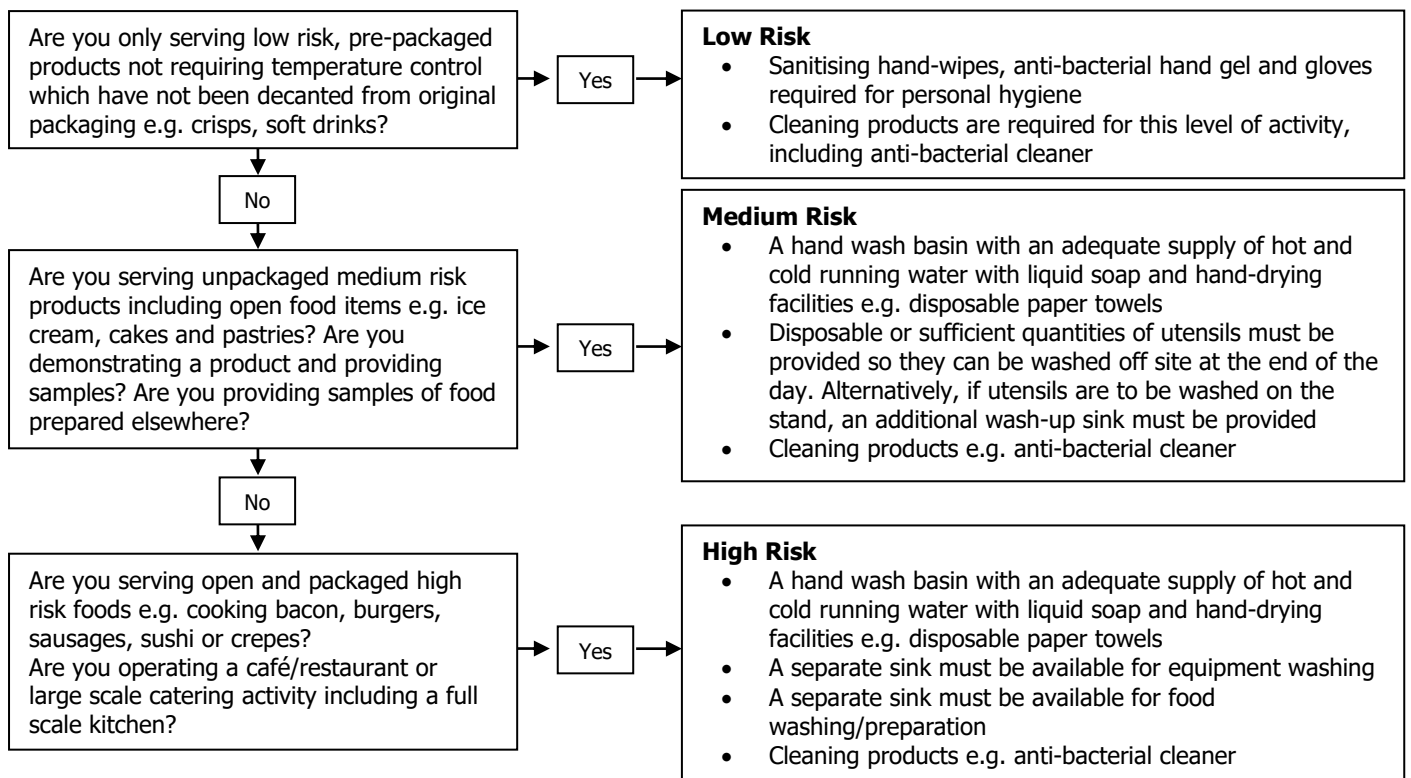 Are you only serving low risk, pre-packaged
products not requiring temperature control
which have not been decanted from original
packaging e.g. crisps, soft drinks?
Yes
Low Risk
• Sanitising hand-wipes, anti-bacterial hand gel and gloves
required for personal hygiene
• Cleaning products are required for this level of activity,
including anti-bacterial cleaner
No
Are you serving unpackaged medium risk
products including open food items e.g. ice
cream, cakes and pastries? Are you
demonstrating a product and providing
samples? Are you providing samples of food
prepared elsewhere?
Yes
Medium Risk
• A hand wash basin with an adequate supply of hot and
cold running water with liquid soap and hand-drying
facilities e.g. disposable paper towels
• Disposable or sufficient quantities of utensils must be
provided so they can be washed off site at the end of the
day. Alternatively, if utensils are to be washed on the
stand, an additional wash-up sink must be provided
• Cleaning products e.g. anti-bacterial cleaner
No
Are you serving open and packaged high
risk foods e.g. cooking bacon, burgers,
sausages, sushi or crepes?
Are you operating a café/restaurant or
large scale catering activity including a full
scale kitchen?
Yes
High Risk
• A hand wash basin with an adequate supply of hot and
cold running water with liquid soap and hand-drying
facilities e.g. disposable paper towels
• A separate sink must be available for equipment washing
• A separate sink must be available for food
washing/preparation
• Cleaning products e.g. anti-bacterial cleaner